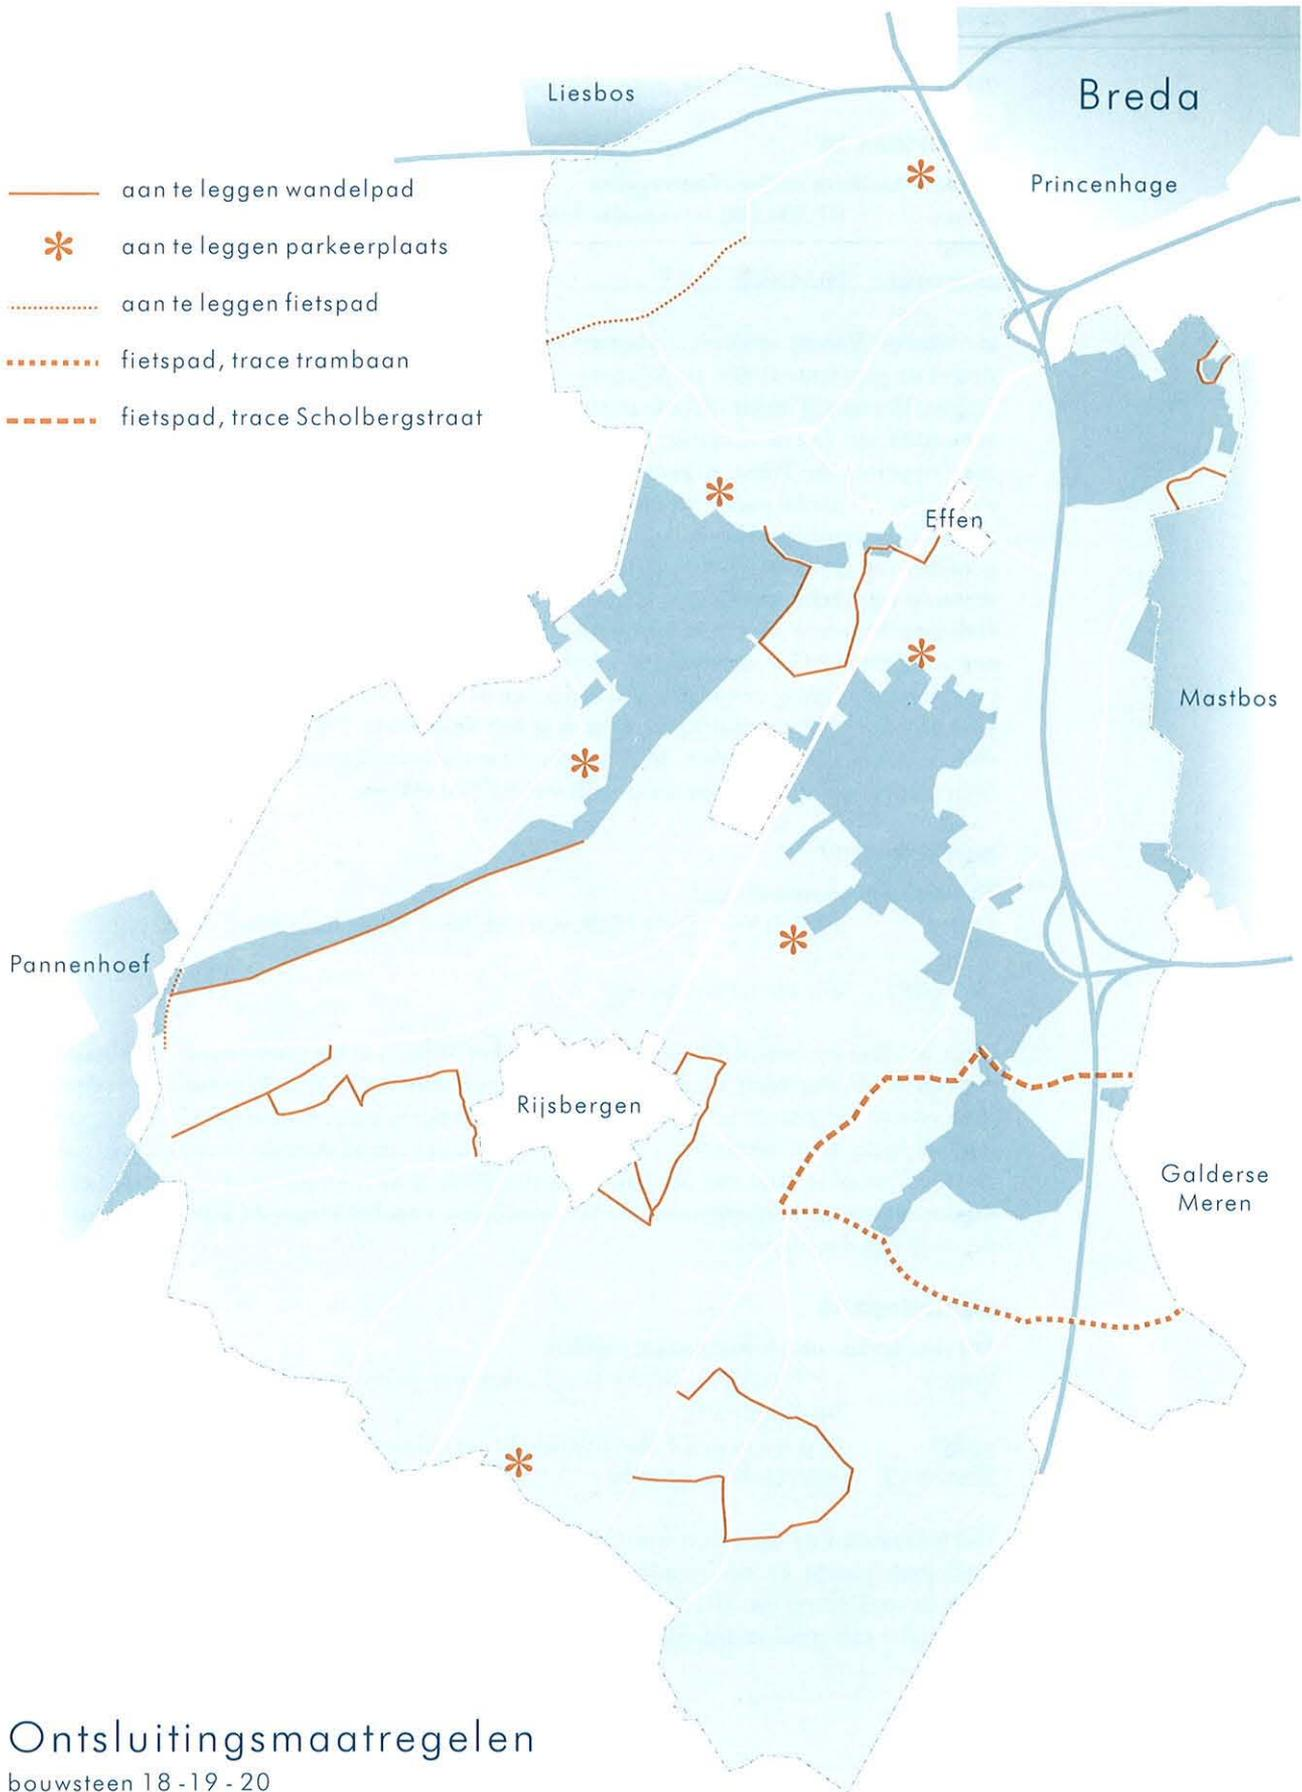 Liesbos
Breda
Princenhage
aan te leggen wandelpad
aan te leggen parkeerplaats
aan te leggen fietspad
fietspad, trace trambaan
fietspad, trace Scholbergstraat
Effen
Mastbos
Pannenhoef
Rijsbergen
Galderse
Meren
Ontsluitingsmaatregelen
bouwsteen 18 - 19 - 20